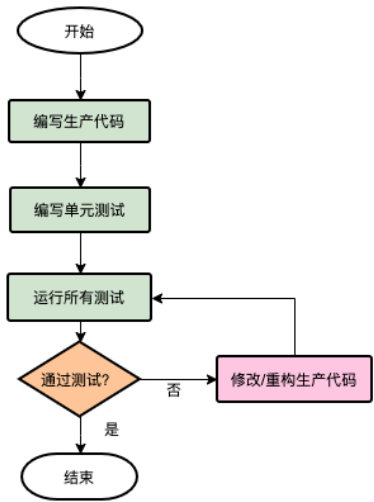 开始
编写生产代码
编写单元测试
运行所有测试
通过测试?
否
修改/重构生产代码
是
结束